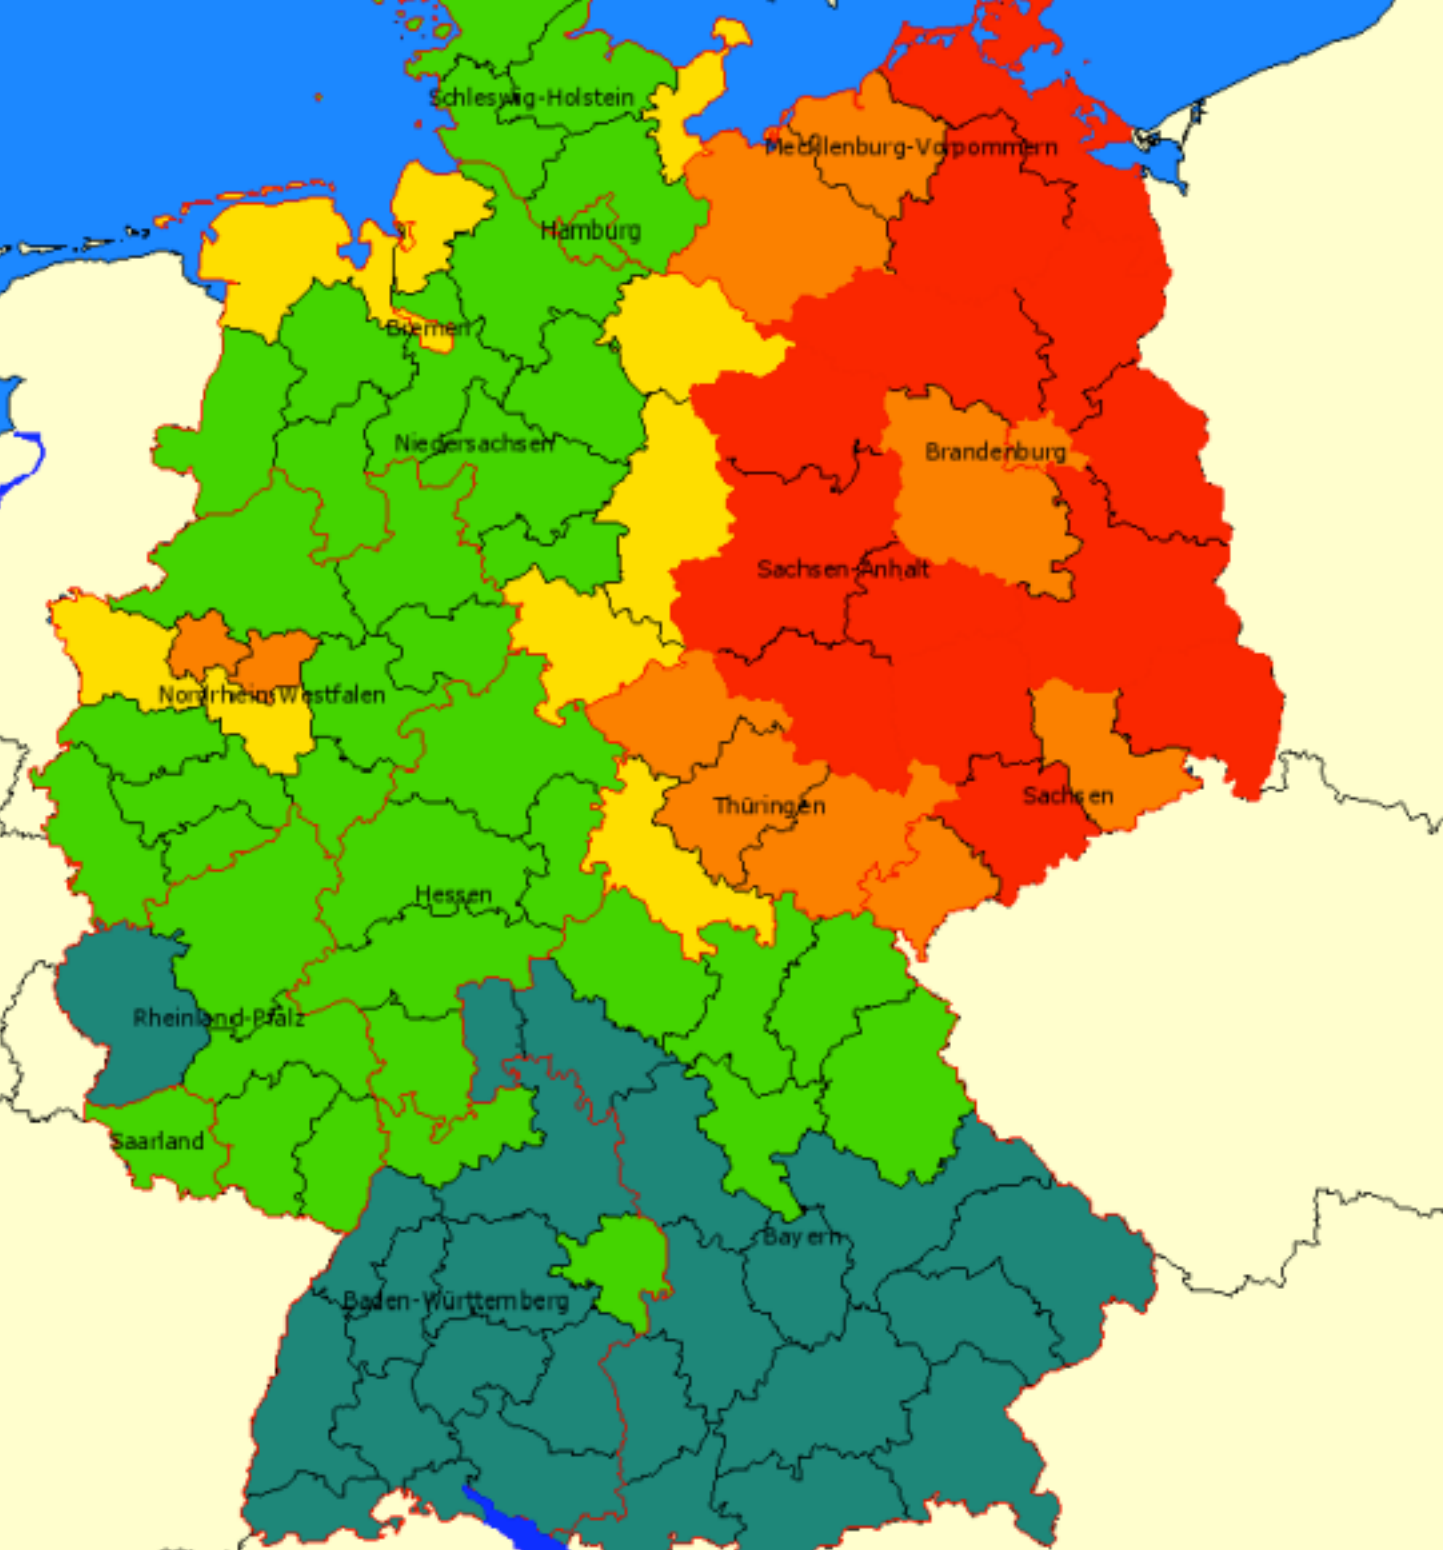 Schleswig-Holstein
Mecklenburg-Vorpommern
Hamburg
Bremen
Niedersachsen
Brandenburg
Sachsen-Anhalt
Nordrhein-Westfalen
Sachsen
Thüringen
Hessen
Rheinland-Pfalz
Saarland
Bayern
Baden-Württemberg